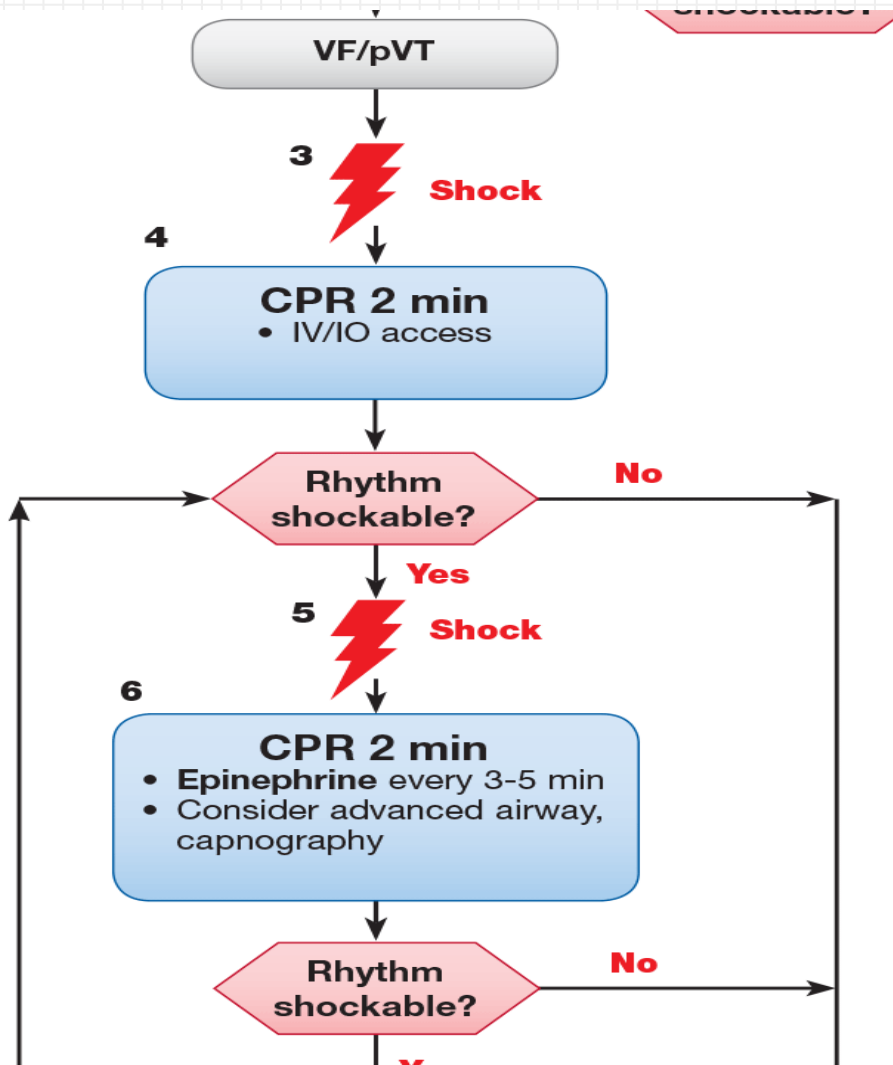 shockable?
VF/pVT
3
Shock
4
CPR 2 min
• IV/IO access
Rhythm
shockable?
No
Yes
5
Shock
6
CPR 2 min
• Epinephrine every 3-5 min
• Consider advanced airway,
capnography
Rhythm
shockable?
No